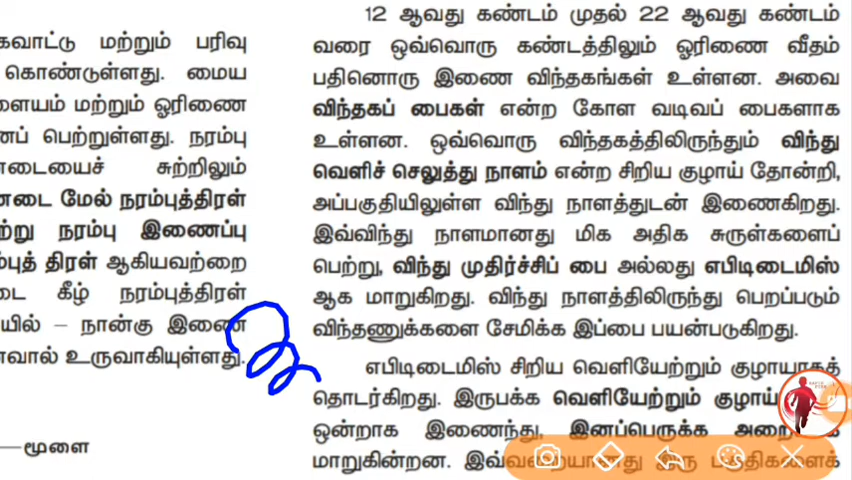 கவாட்டு மற்றும் பரிவு
கொண்டுள்ளது. மைய
மற்றும் ஓரிணை
பெற்றுள்ளது. நரம்பு
சுற்றிலும்
மேல் நரம்புத்திரள்
நரம்பு இணைப்பு
திரள் ஆகியவற்றை
கீழ் நரம்புத்திரள்
– நான்கு இணை
உருவாகியுள்ளது.
—மூளை
12 ஆவது கண்டம் முதல் 22 ஆவது கண்டம்
வரை ஒவ்வொரு கண்டத்திலும் ஓரிணை வீதம்
பதினொரு இணை விந்தகங்கள் உள்ளன. அவை
விந்தகப் பைகள் என்ற கோள வடிவப் பைகளாக
உள்ளன. ஒவ்வொரு விந்தகத்திலிருந்தும் விந்து
வெளிச் செலுத்து நாளம் என்ற சிறிய குழாய் தோன்றி,
அப்பகுதியிலுள்ள விந்து நாளத்துடன் இணைகிறது.
இவ்விந்து நாளமானது மிக அதிக சுருள்களைப்
பெற்று, விந்து முதிர்ச்சிப் பை அல்லது எபிடிடைமிஸ்
ஆக மாறுகிறது. விந்து நாளத்திலிருந்து பெறப்படும்
விந்தணுக்களை சேமிக்க இப்பை பயன்படுகிறது.
எபிடிடைமிஸ் சிறிய வெளியேற்றும் குழாயாகத்
தொடர்கிறது. இருபக்க வெளியேற்றும் குழாய்
ஒன்றாக இணைந்து, இனப்பெருக்க
மாறுகின்றன.